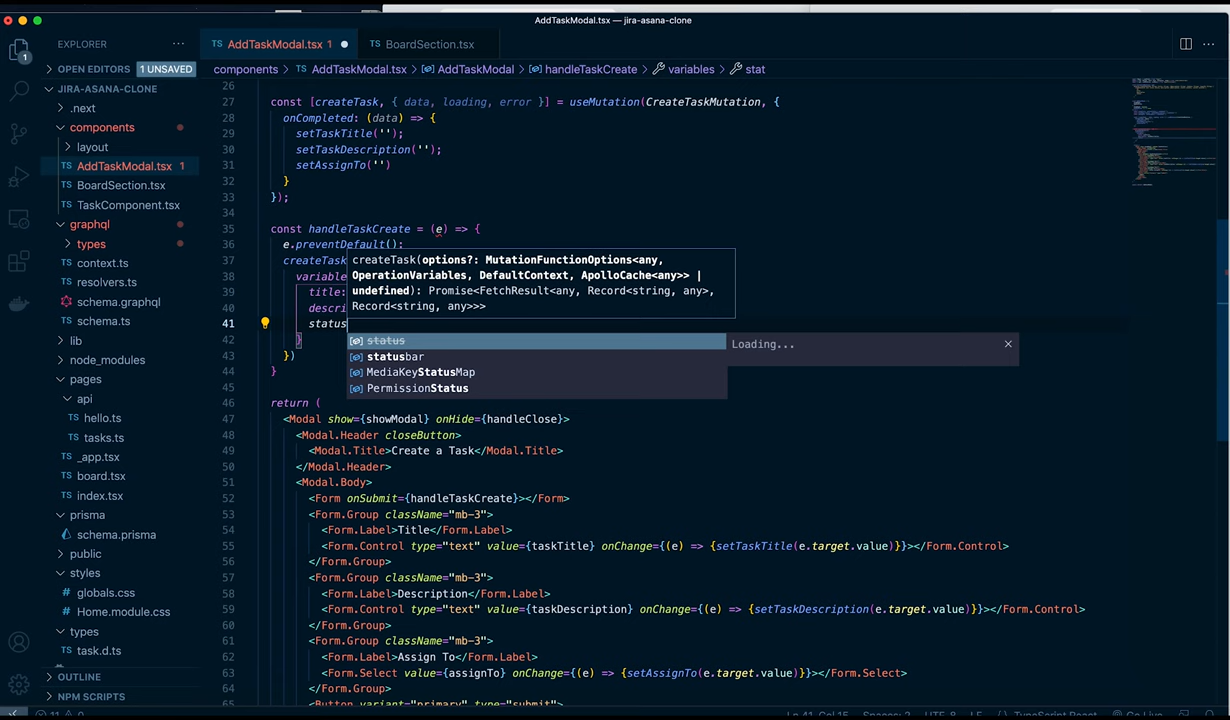 AddTaskModal.tsx — jira-asana-clone
EXPLORER
AddTaskModal.tsx 1
BoardSection.tsx
OPEN EDITORS 1 UNSAVED
components > AddTaskModal.tsx > AddTaskModal > handleTaskCreate > variables > stat
JIRA-ASANA-CLONE
.next
components
layout
AddTaskModal.tsx 1
BoardSection.tsx
TaskComponent.tsx
graphql
types
context.ts
resolvers.ts
schema.graphql
schema.ts
lib
node_modules
pages
api
hello.ts
tasks.ts
_app.tsx
board.tsx
index.tsx
prisma
schema.prisma
public
styles
globals.css
Home.module.css
types
task.d.ts
OUTLINE
NPM SCRIPTS
26
27 const [createTask, { data, loading, error }] = useMutation(CreateTaskMutation, {
28 onCompleted: (data) => {
29 setTaskTitle('');
30 setTaskDescription('');
31 setAssignTo('')
32 }
33 });
34
35 const handleTaskCreate = (e) => {
36 e.preventDefault();
37 createTask
38 variable
39 title:
40 descri
41 status
42 }
43 })
44 }
45
46 return (
47 <Modal show={showModal} onHide={handleClose}>
48 <Modal.Header closeButton>
49 <Modal.Title>Create a Task</Modal.Title>
50 </Modal.Header>
51 <Modal.Body>
52 <Form onSubmit={handleTaskCreate}></Form>
53 <Form.Group className="mb-3">
54 <Form.Label>Title</Form.Label>
55 <Form.Control type="text" value={taskTitle} onChange={(e) => {setTaskTitle(e.target.value)}}></Form.Control>
56 </Form.Group>
57 <Form.Group className="mb-3">
58 <Form.Label>Description</Form.Label>
59 <Form.Control type="text" value={taskDescription} onChange={(e) => {setTaskDescription(e.target.value)}}></Form.Control>
60 </Form.Group>
61 <Form.Group className="mb-3">
62 <Form.Label>Assign To</Form.Label>
63 <Form.Select value={assignTo} onChange={(e) => {setAssignTo(e.target.value)}}></Form.Select>
64 </Form.Group>
<Button variant="primary" type="submit">
createTask(options?: MutationFunctionOptions<any,
OperationVariables, DefaultContext, ApolloCache<any>> |
undefined): Promise<FetchResult<any, Record<string, any>,
Record<string, any>>>
status
statusbar
MediaKeyStatusMap
PermissionStatus
Loading...
1